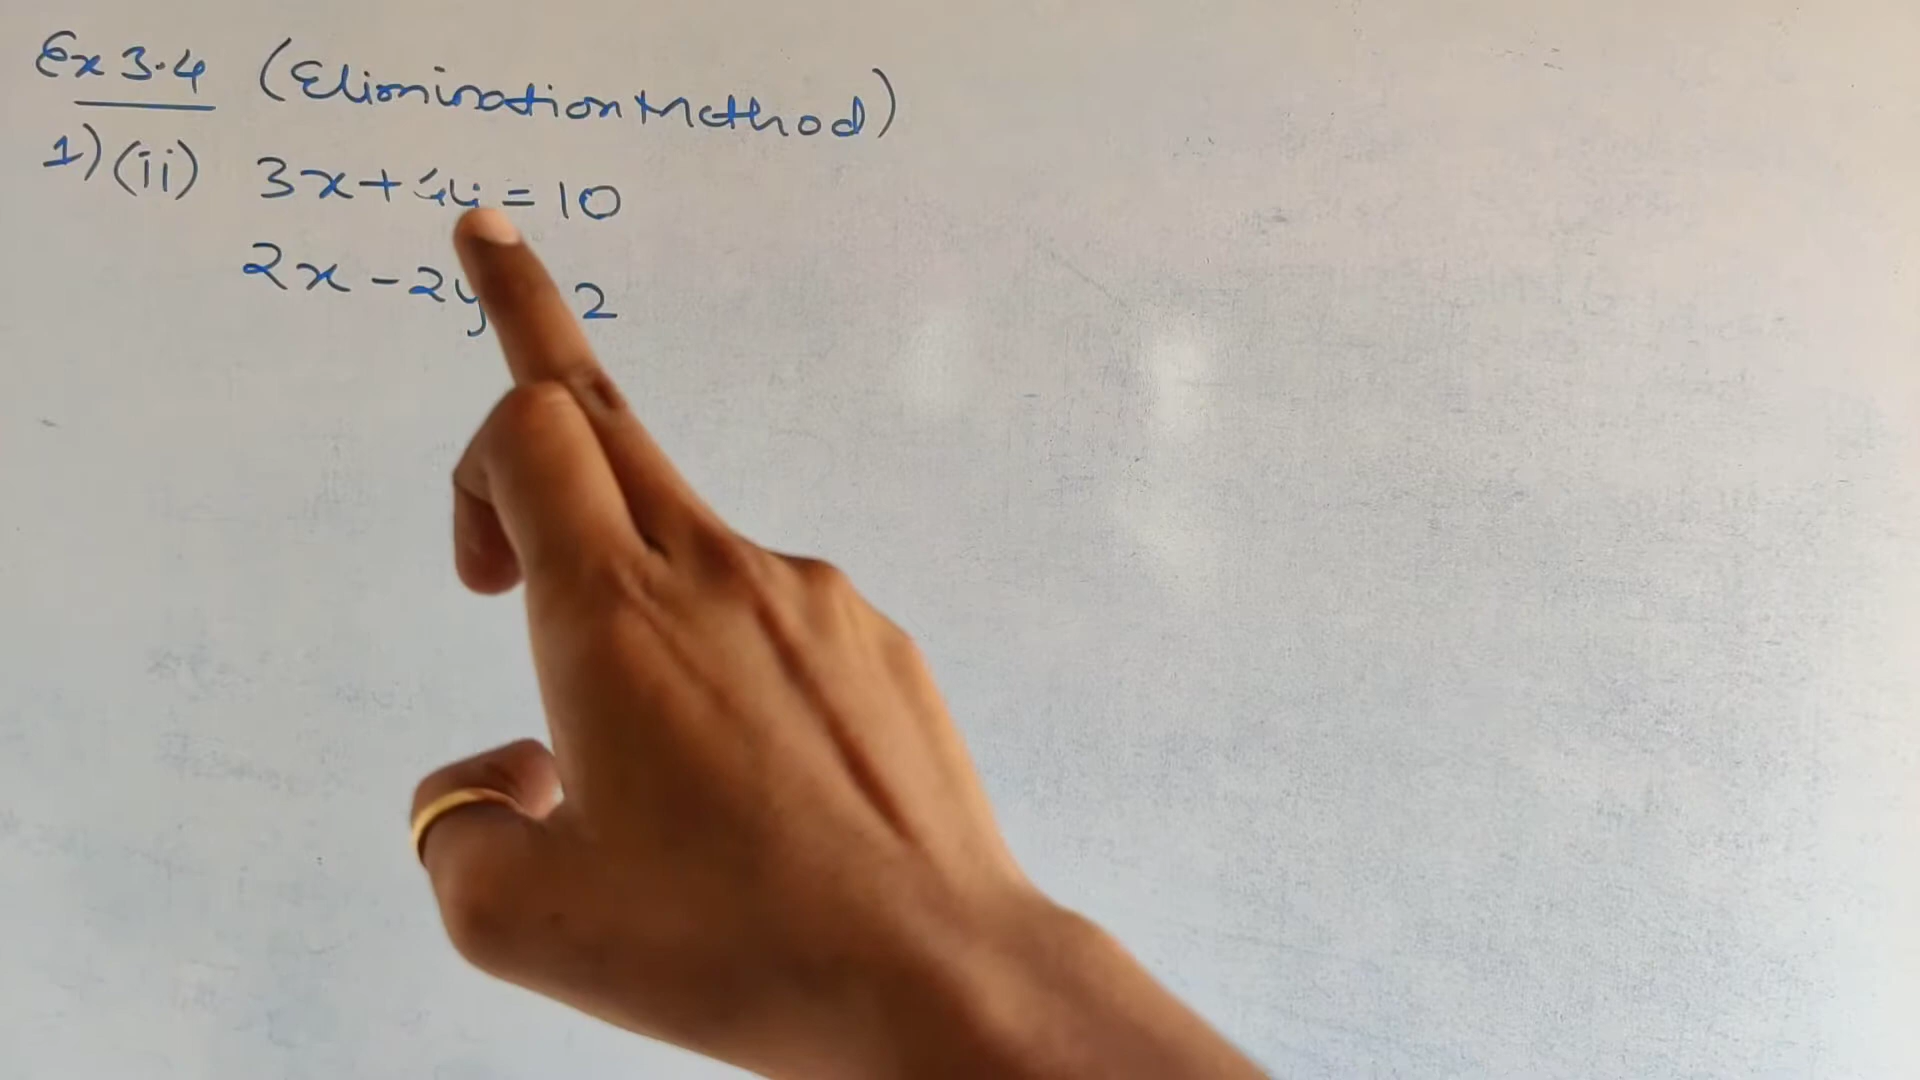 Ex 3.4 (Elimination Method)
1) (ii) 3x + 4y = 10
2x - 2y 2